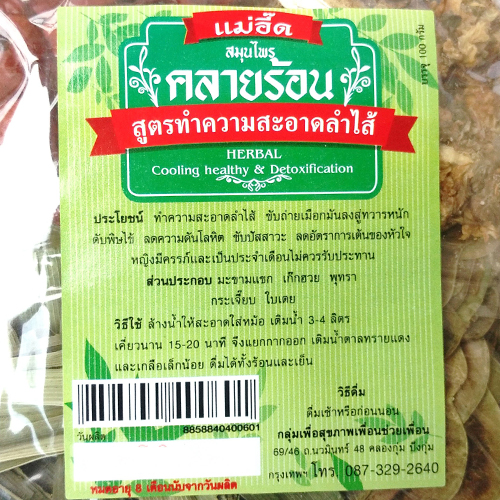 แม่ฮี้ด
สมุนไพร
คลายร้อน
สูตรทำความสะอาดลำไส้
HERBAL
Cooling healthy & Detoxification
บรรจุ 100 กรัม
ประโยชน์ ทำความสะอาดลำไส้ ขับถ่ายเมือกมันลงสู่ทวารหนัก
ดับพิษไข้ ลดความดันโลหิต ขับปัสสาวะ ลดอัตราการเต้นของหัวใจ
หญิงมีครรภ์และเป็นประจำเดือนไม่ควรรับประทาน
ส่วนประกอบ มะขามแขก เก๊กฮวย พุทรา
กระเจี๊ยบ ใบเตย
วิธีใช้ ล้างน้ำให้สะอาดใส่หม้อ เติมน้ำ 3-4 ลิตร
เคี่ยวนาน 15-20 นาที จึงแยกกากออก เติมน้ำตาลทรายแดง
และเกลือเล็กน้อย ดื่มได้ทั้งร้อนและเย็น
8858840400601
วันผลิต
หมดอายุ 8 เดือนนับจากวันผลิต
วิธีดื่ม
ดื่มเช้าหรือก่อนนอน
กลุ่มเพื่อสุขภาพเพื่อนช่วยเพื่อน
69/46 ถ.นวมินทร์ 48 คลองกุ่ม บึงกุ่ม
กรุงเทพฯ โทร 087-329-2640